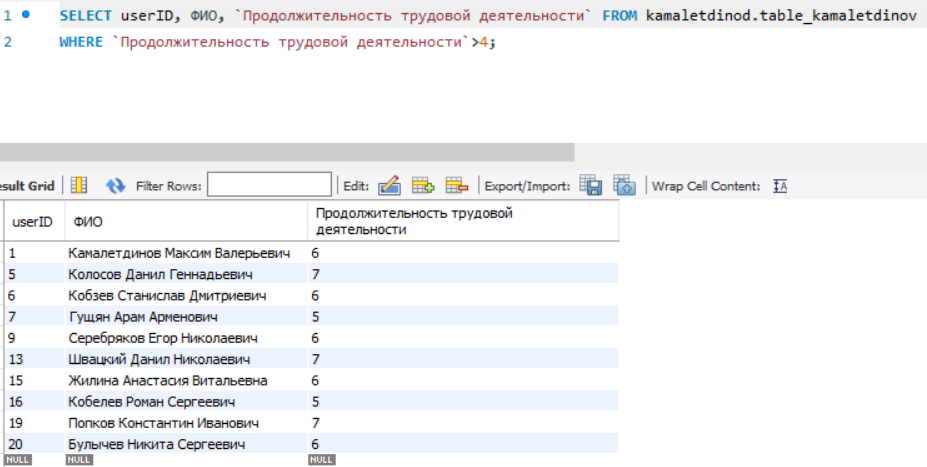 1 SELECT userID, ФИО, `Продолжительность трудовой деятельности` FROM kamaletdinod.table_kamaletdinov
2 WHERE `Продолжительность трудовой деятельности`>4;
esult Grid Filter Rows: Edit: Export/Import: Wrap Cell Content: IA
userID ФИО Продолжительность трудовой
деятельности
1 Камалетдинов Максим Валерьевич 6
5 Колосов Данил Геннадьевич 7
6 Кобзев Станислав Дмитриевич 6
7 Гущян Арам Арменович 5
9 Серебряков Егор Николаевич 6
13 Швацкий Данил Николаевич 7
15 Жилина Анастасия Витальевна 6
16 Кобелев Роман Сергеевич 5
19 Попков Константин Иванович 7
20 Булычев Никита Сергеевич 6
NULL NULL NULL